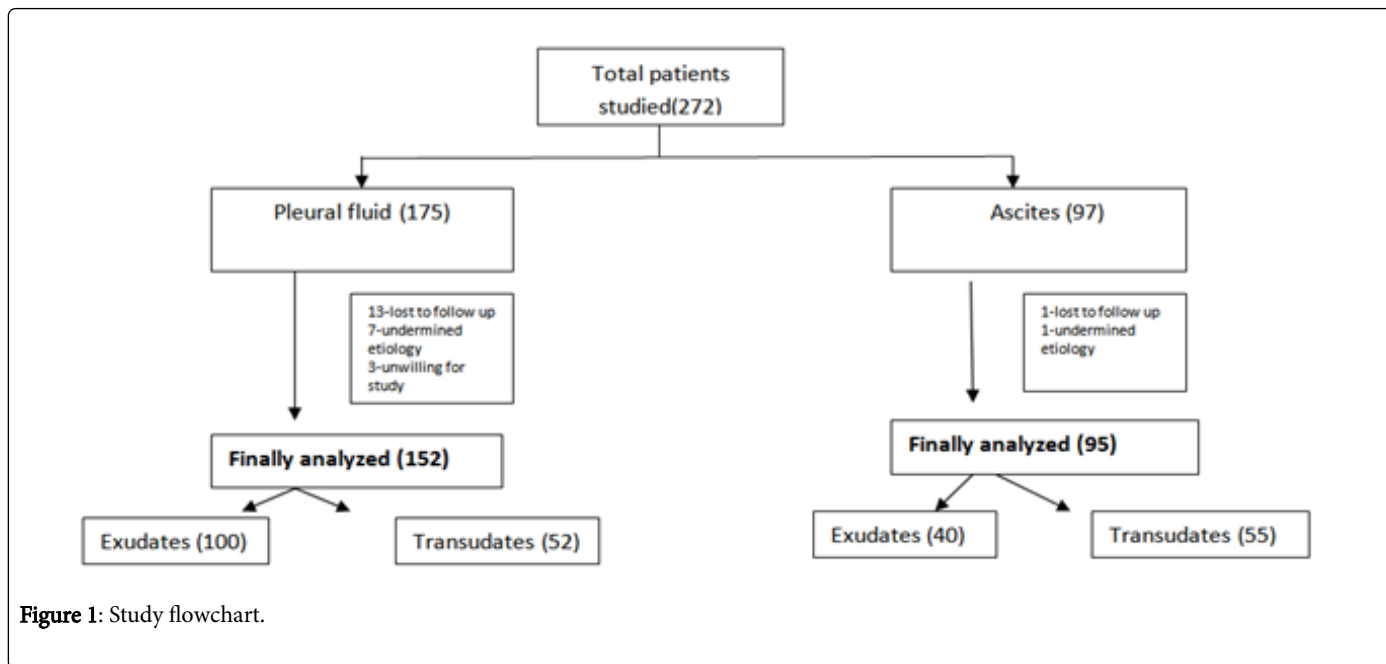 Total patients
studied(272)
Pleural fluid (175)
Ascites (97)
13-lost to follow up
7-undermined
etiology
3-unwilling for
study
1-lost to follow up
1-undermined
etiology
Finally analyzed (152)
Finally analyzed (95)
Exudates (100)
Transudates (52)
Exudates (40)
Transudates (55)
Figure 1: Study flowchart.